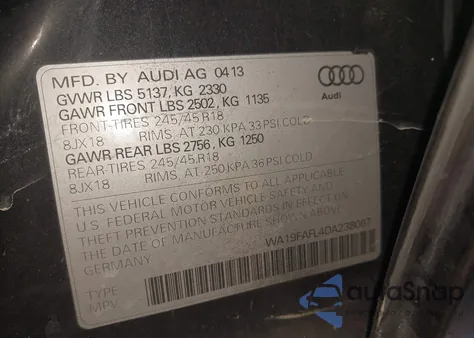 MFD. BY AUDI AG 04 13
GVWR LBS 5137, KG 2330
GAWR FRONT LBS 2502, KG 1135
FRONT-TIRES 245/45 R18
8JX18 RIMS, AT 230 KPA 33 PSI COLD
GAWR REAR LBS 2756, KG 1250
REAR-TIRES 245/45 R18
8JX18 RIMS, AT 250 KPA 36 PSI COLD
THIS VEHICLE CONFORMS TO ALL APPLICABLE
U.S. FEDERAL MOTOR VEHICLE SAFETY AND
THEFT PREVENTION STANDARDS IN EFFECT ON
THE DATE OF MANUFACTURE SHOWN ABOVE.
WA19FAFL4DA238087
TYPE
MPV
Audi
autoSnap